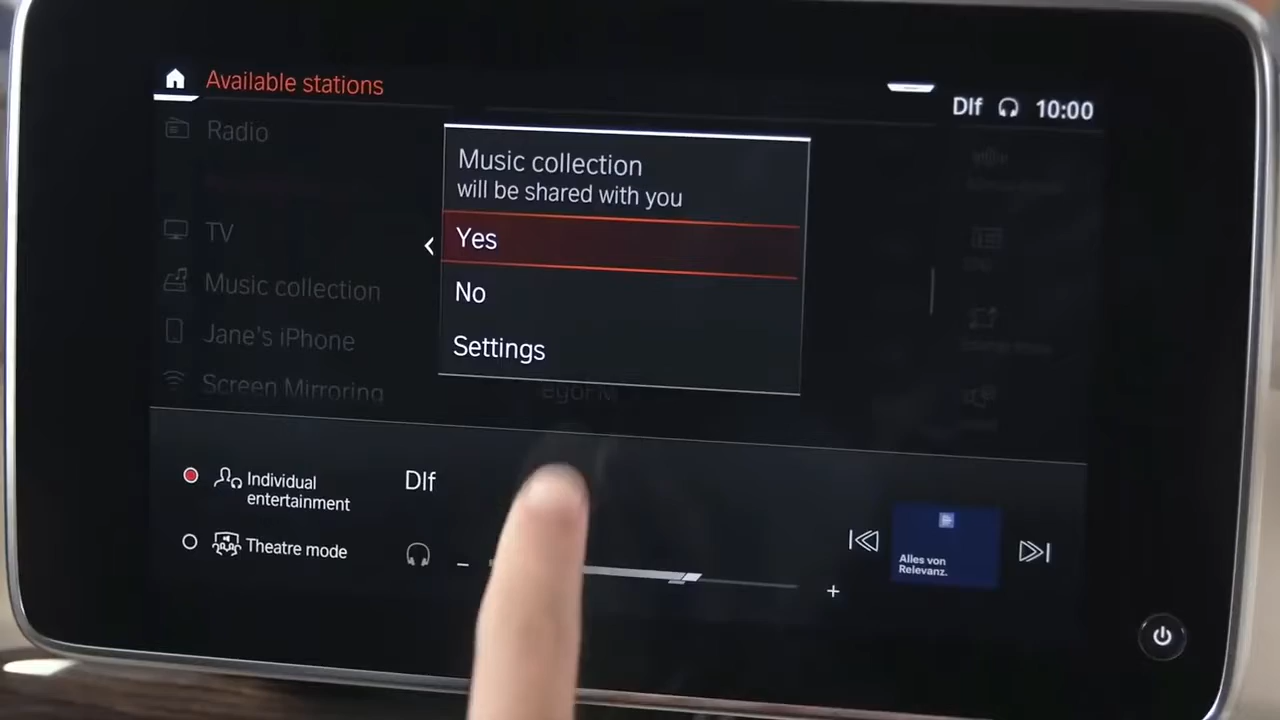 Available stations
Dlf 10:00
Radio
Music collection
will be shared with you
Yes
TV
No
Music collection
Settings
Jane's iPhone
Screen Mirroring
Individual
entertainment
Dlf
Theatre mode
−
+
Alles von
Relevanz.